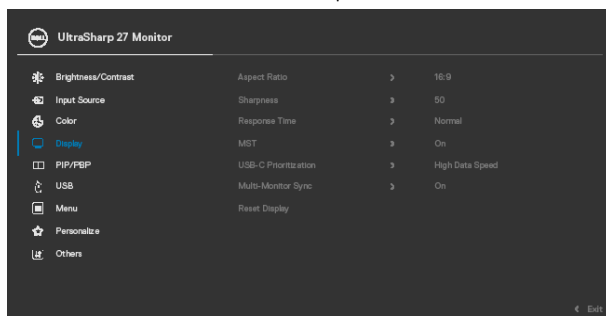 DELL UltraSharp 27 Monitor
Brightness/Contrast Aspect Ratio > 16:9
Input Source Sharpness > 50
Color Response Time > Normal
Display MST > On
PIP/PBP USB-C Prioritization > High Data Speed
USB Multi-Monitor Sync > On
Menu Reset Display
Personalize
Others
< Exit